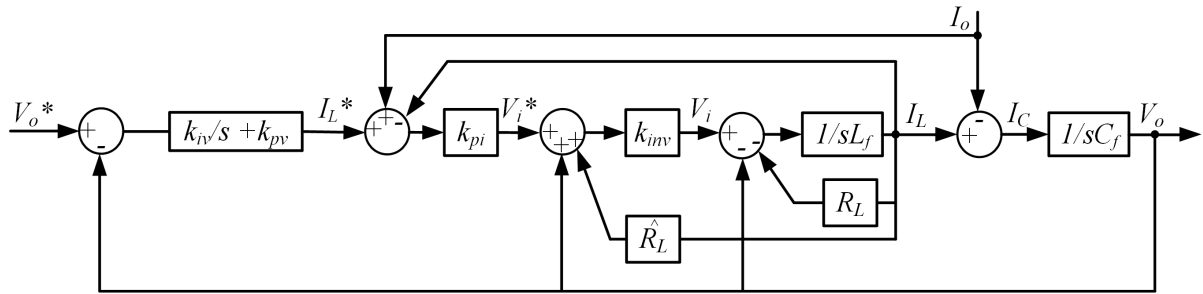 I_o
V_o* + - k_iv/s +k_pv I_L* + + - k_pi V_i* + + + k_inv V_i + - - 1/sL_f I_L + - I_C 1/sC_f V_o
R_L
R̂_L